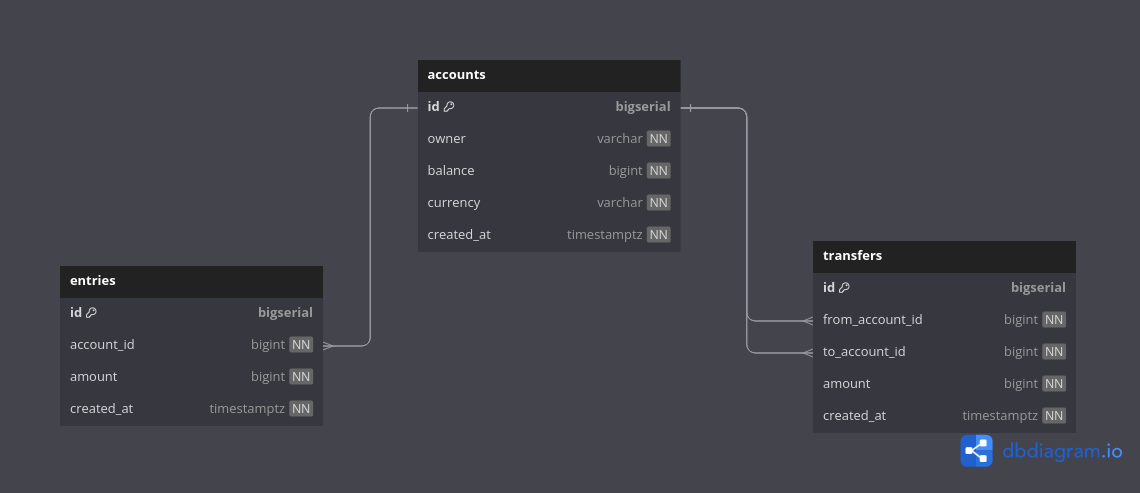 accounts
id bigserial
owner varchar NN
balance bigint NN
currency varchar NN
created_at timestamptz NN
entries
id bigserial
account_id bigint NN
amount bigint NN
created_at timestamptz NN
transfers
id bigserial
from_account_id bigint NN
to_account_id bigint NN
amount bigint NN
created_at timestamptz NN
dbdiagram.io